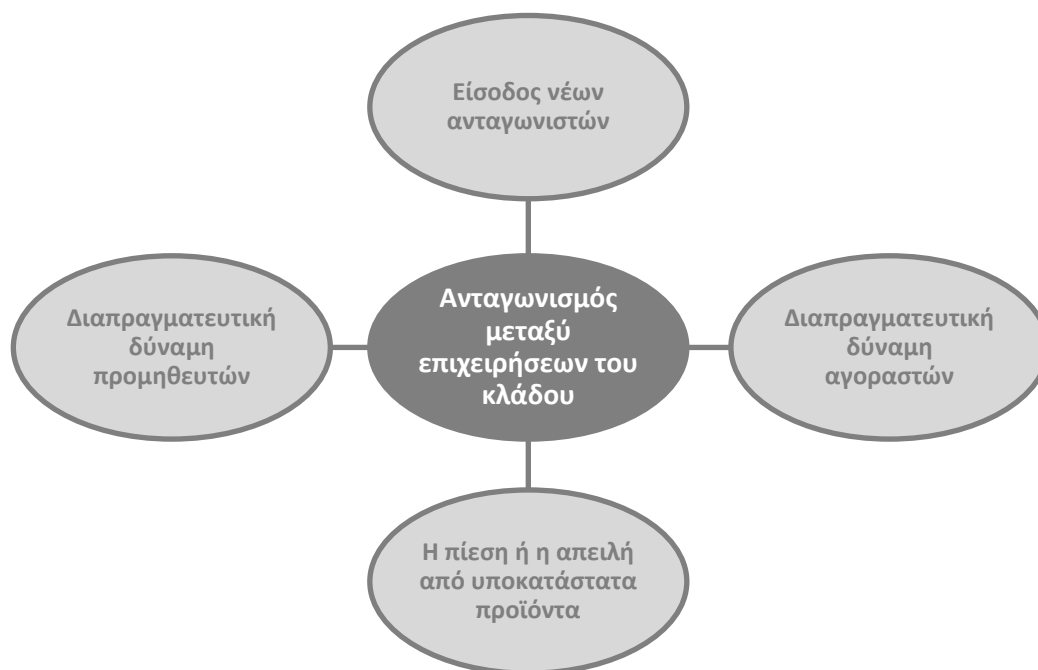 Είσοδος νέων
ανταγωνιστών
Διαπραγματευτική
δύναμη
προμηθευτών
Ανταγωνισμός
μεταξύ
επιχειρήσεων του
κλάδου
Διαπραγματευτική
δύναμη
αγοραστών
Η πίεση ή η απειλή
από υποκατάστατα
προϊόντα